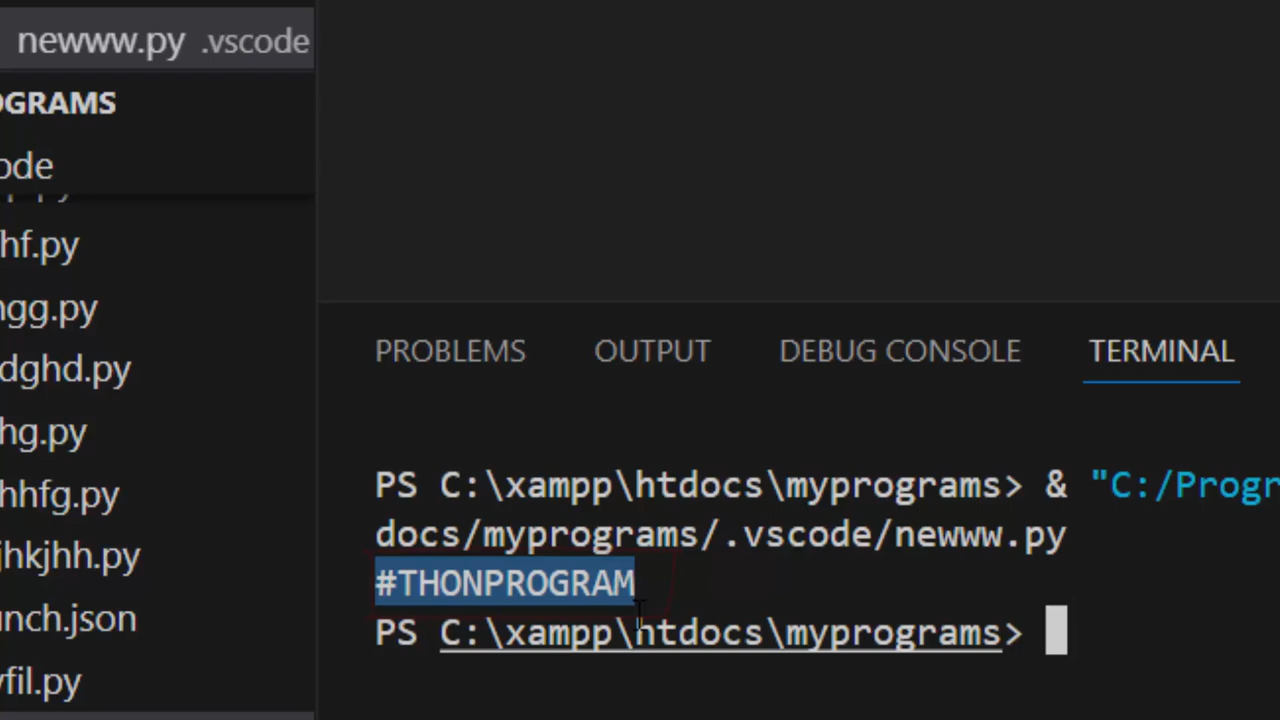 newww.py .vscode
OGRAMS
ode
hf.py
ngg.py
dghd.py
hg.py
hhfg.py
jhkjhh.py
unch.json
yfil.py
PROBLEMS OUTPUT DEBUG CONSOLE TERMINAL
PS C:\xampp\htdocs\myprograms> & "C:/Progr
docs/myprograms/.vscode/newww.py
#THONPROGRAM
PS C:\xampp\htdocs\myprograms>